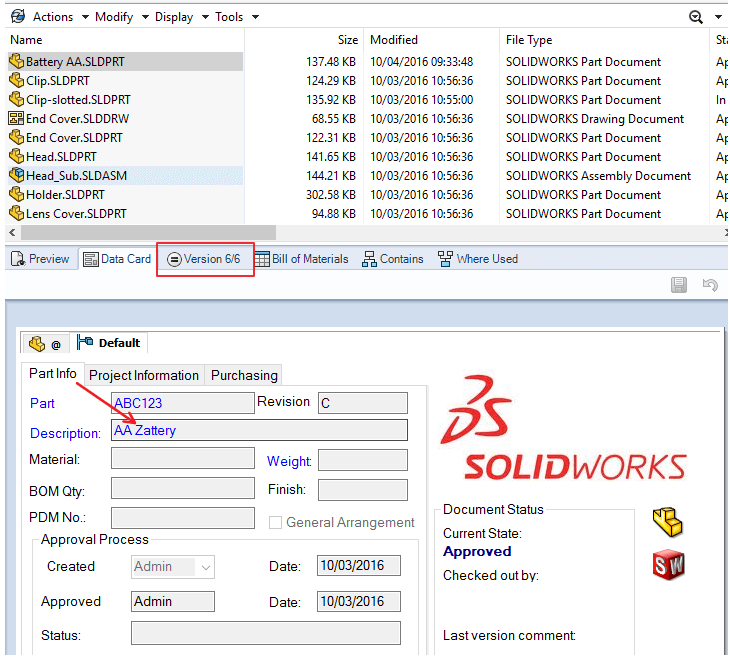 Actions Modify Display Tools
Name Size Modified File Type Sta
Battery AA.SLDPRT 137.48 KB 10/04/2016 09:33:48 SOLIDWORKS Part Document Ap
Clip.SLDPRT 124.29 KB 10/03/2016 10:56:36 SOLIDWORKS Part Document Ap
Clip-slotted.SLDPRT 135.92 KB 10/03/2016 10:55:00 SOLIDWORKS Part Document In
End Cover.SLDDRW 68.55 KB 10/03/2016 10:56:36 SOLIDWORKS Drawing Document Ap
End Cover.SLDPRT 122.31 KB 10/03/2016 10:56:36 SOLIDWORKS Part Document Ap
Head.SLDPRT 141.65 KB 10/03/2016 10:56:36 SOLIDWORKS Part Document Ap
Head_Sub.SLDASM 144.21 KB 10/03/2016 10:56:36 SOLIDWORKS Assembly Document Ap
Holder.SLDPRT 302.58 KB 10/03/2016 10:56:36 SOLIDWORKS Part Document Ap
Lens Cover.SLDPRT 94.88 KB 10/03/2016 10:56:36 SOLIDWORKS Part Document Ap
Preview Data Card Version 6/6 Bill of Materials Contains Where Used
@ Default
Part Info Project Information Purchasing
Part ABC123 Revision C
Description: AA Zattery
Material: Weight:
BOM Qty: Finish:
PDM No.: General Arrangement
Approval Process
Created Admin Date: 10/03/2016
Approved Admin Date: 10/03/2016
Status:
SOLIDWORKS
Document Status
Current State:
Approved
Checked out by:
SW
Last version comment: